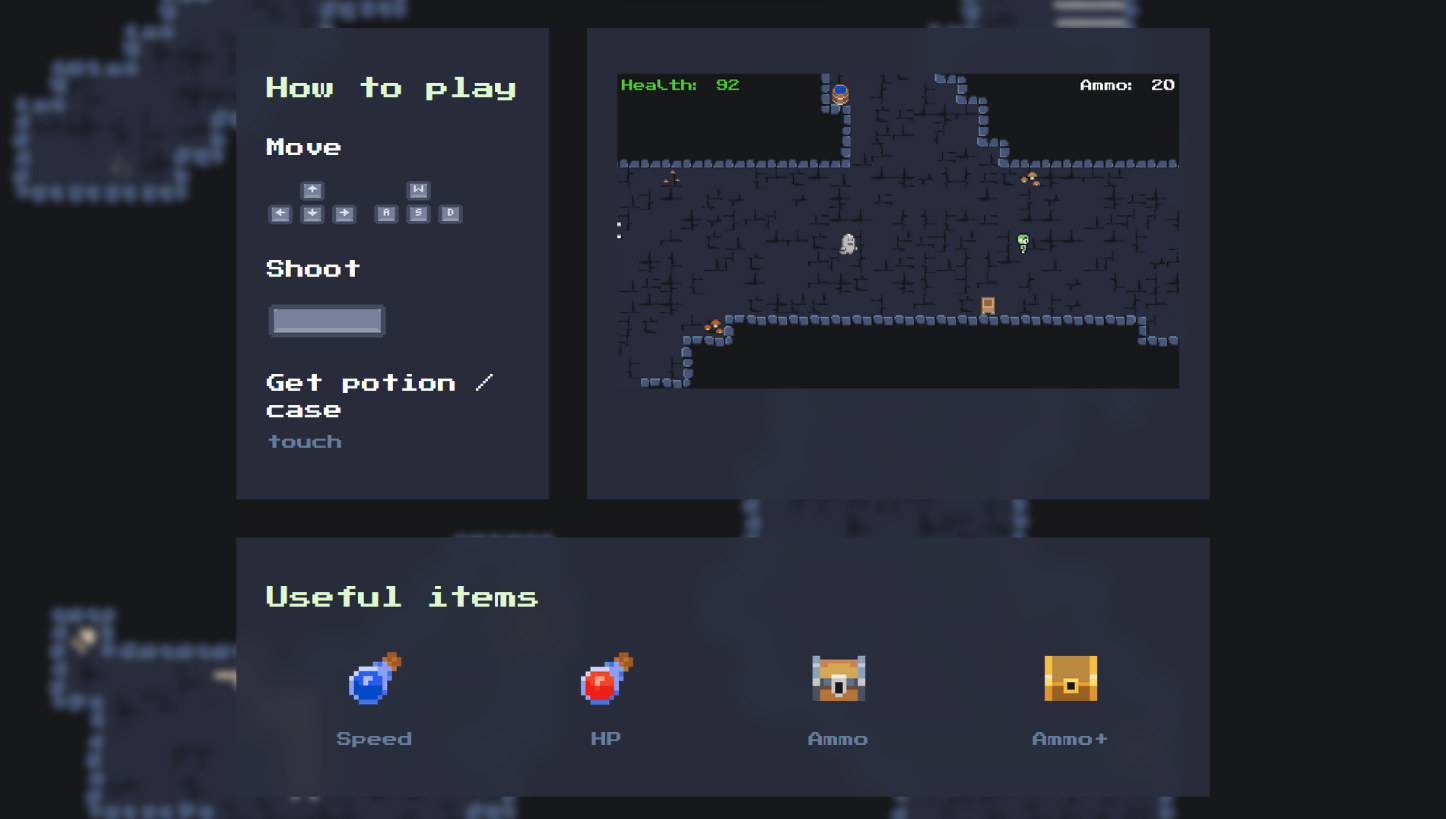 How to play
Move
W
A S D
Shoot
Get potion /
case
touch
Health: 92
Ammo: 20
Useful items
Speed
HP
Ammo
Ammo+